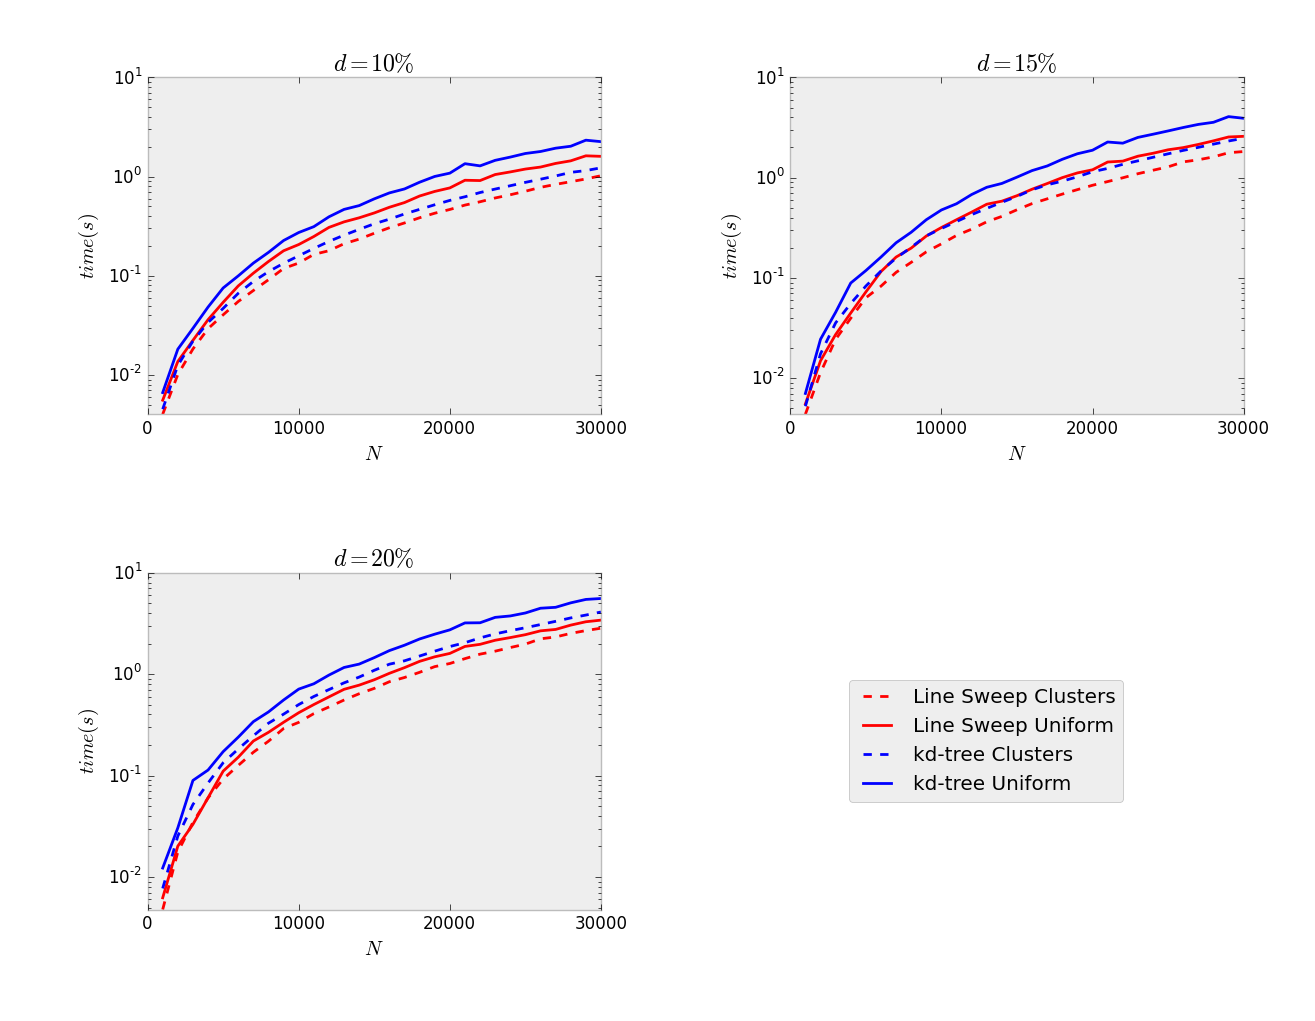 d = 10%
10^1
10^0
10^-1
10^-2
time(s)
0 10000 20000 30000
N
d = 15%
10^1
10^0
10^-1
10^-2
time(s)
0 10000 20000 30000
N
d = 20%
10^1
10^0
10^-1
10^-2
time(s)
0 10000 20000 30000
N
Line Sweep Clusters
Line Sweep Uniform
kd-tree Clusters
kd-tree Uniform